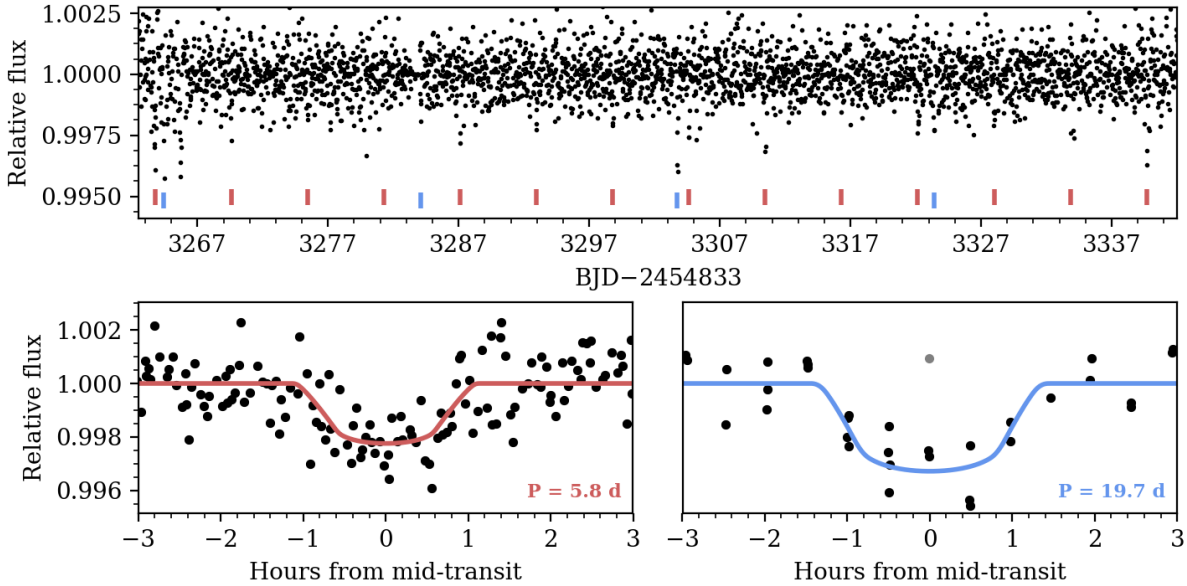 Relative flux
1.0025
1.0000
0.9975
0.9950
3267 3277 3287 3297 3307 3317 3327 3337
BJD−2454833
Relative flux
1.002
1.000
0.998
0.996
P = 5.8 d
−3 −2 −1 0 1 2 3
Hours from mid-transit
P = 19.7 d
−3 −2 −1 0 1 2 3
Hours from mid-transit